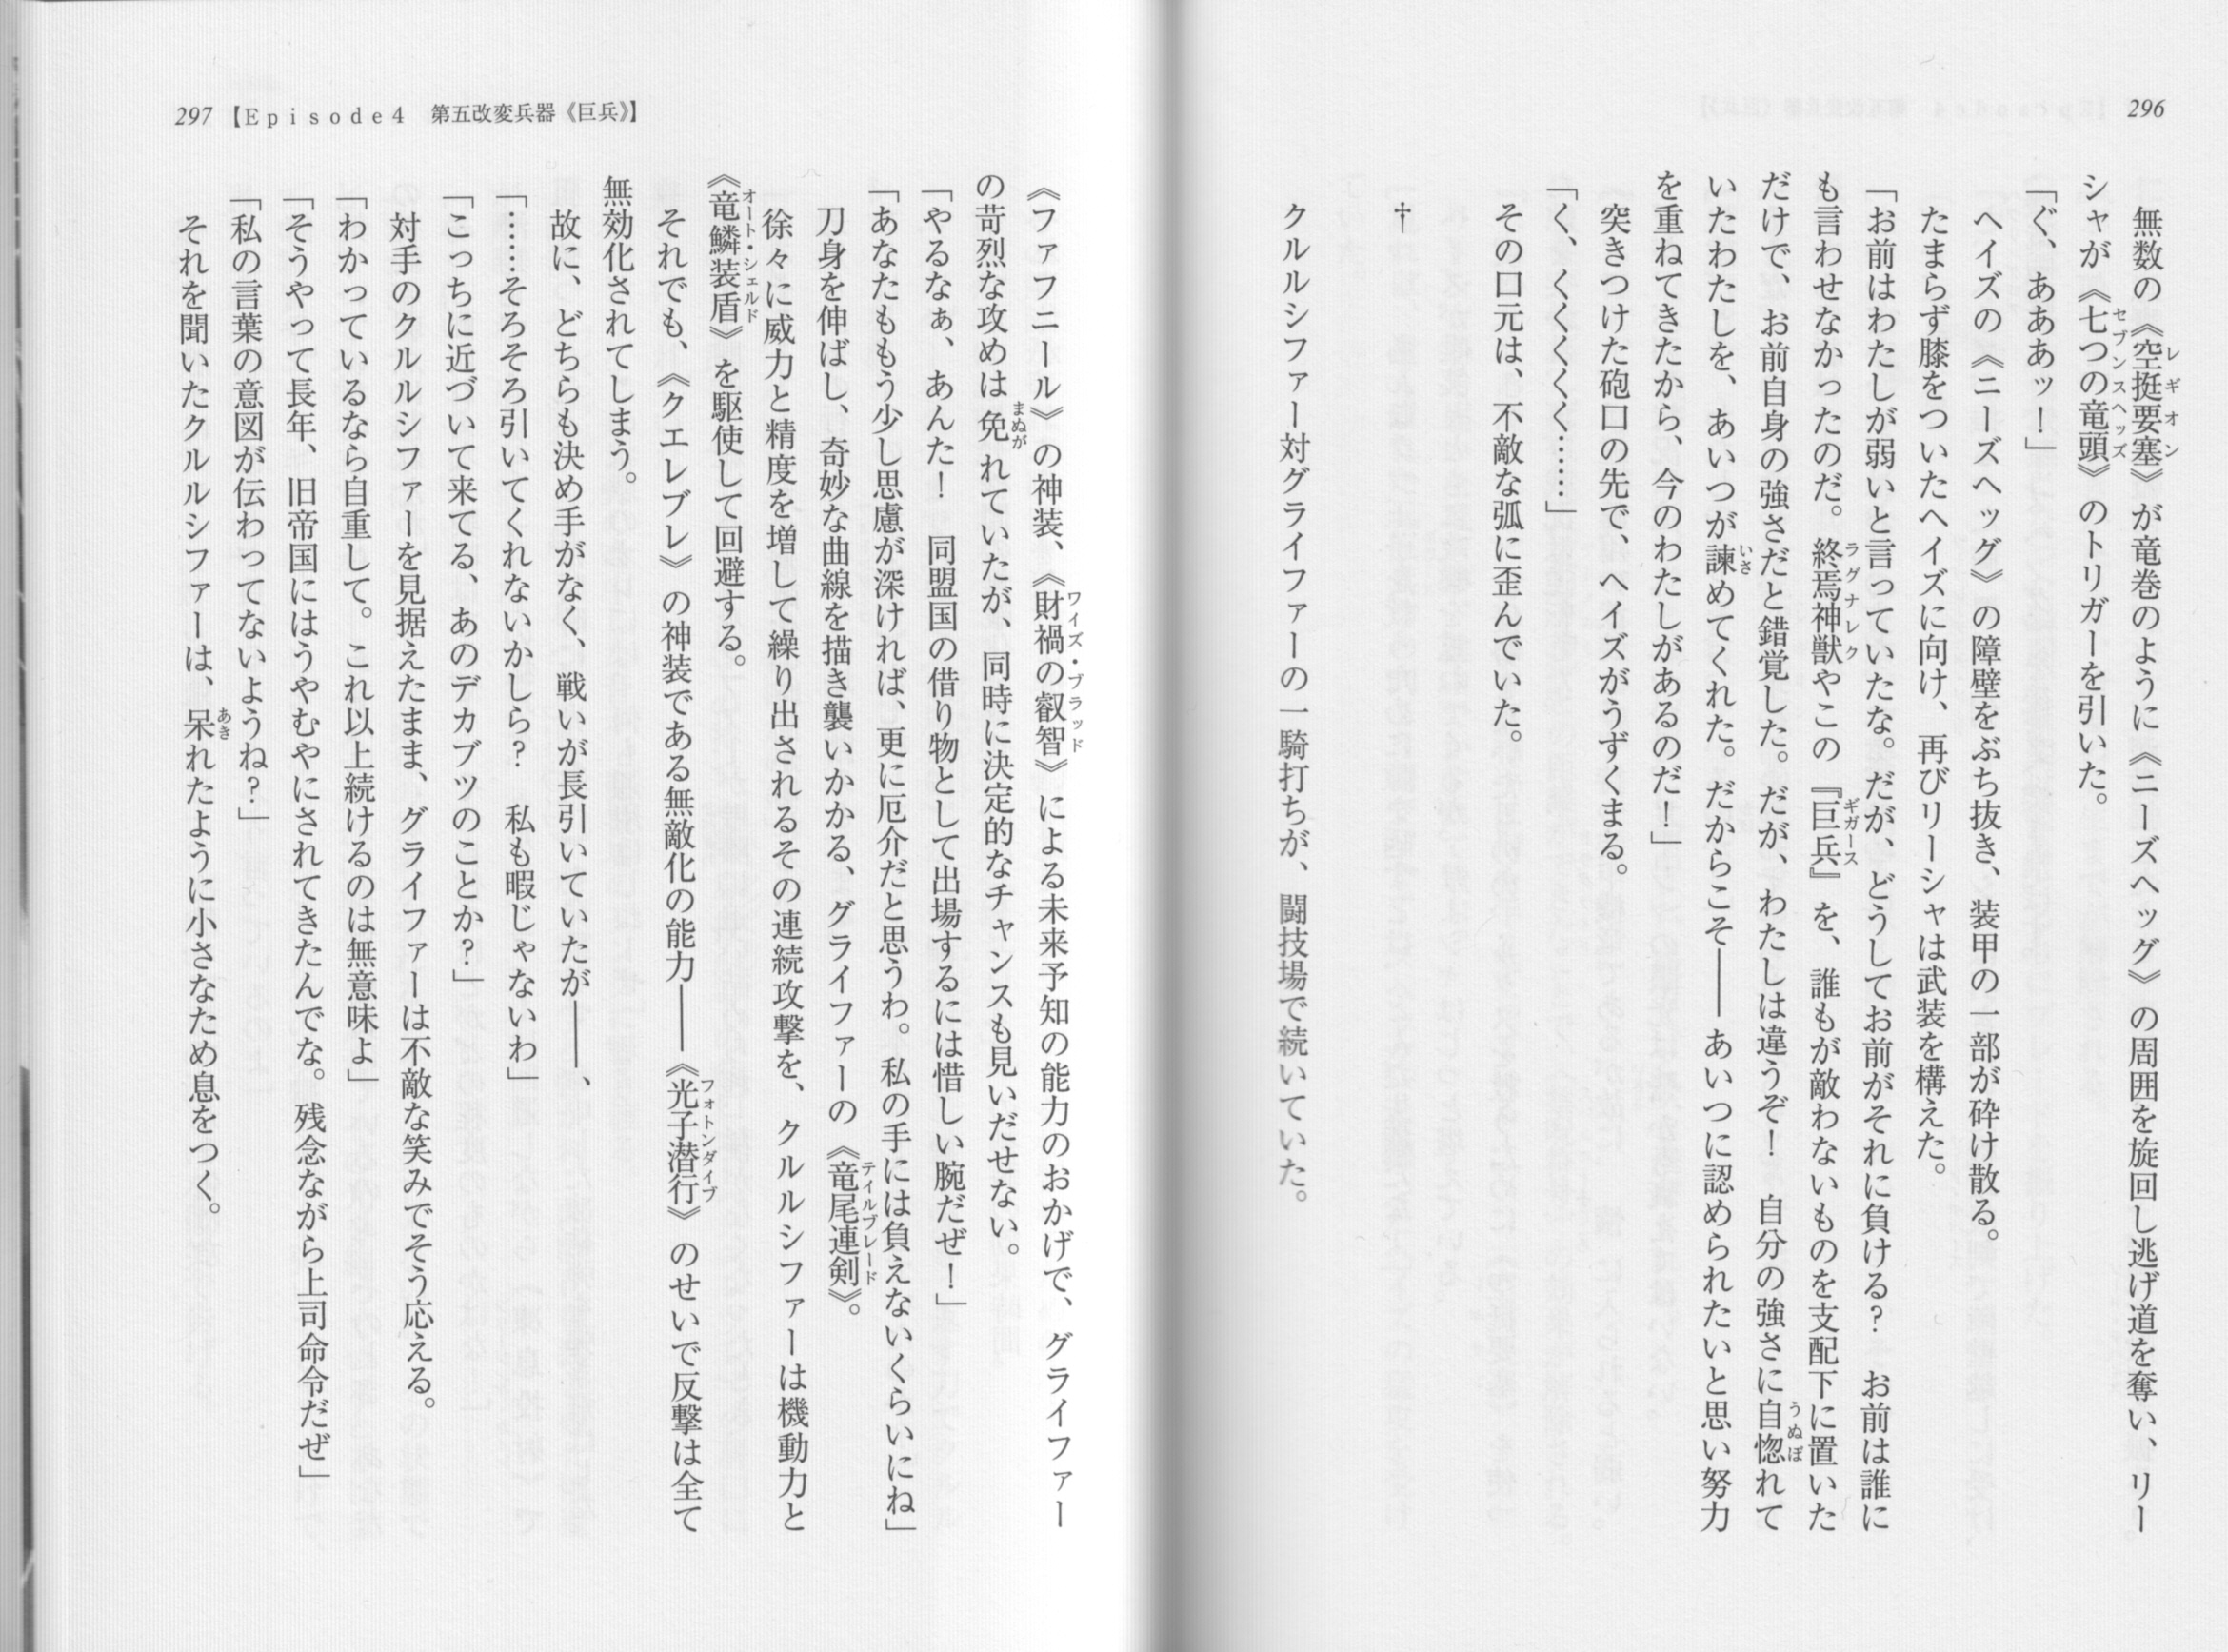 296
無数の《空挺要塞》が竜巻のように《ニーズヘッグ》の周囲を旋回し逃げ道を奪い、リー
シャが《七つの竜頭》のトリガーを引いた。
「ぐ、あああッ！」
ヘイズの《ニーズヘッグ》の障壁をぶち抜き、装甲の一部が砕け散る。
たまらず膝をついたヘイズに向け、再びリーシャは武装を構えた。
「お前はわたしが弱いと言っていたな。だが、どうしてお前がそれに負ける？　お前は誰に
も言わせなかったのだ。終焉神獣やこの『巨兵』を、誰もが敵わないものを支配下に置いた
だけで、お前自身の強さだと錯覚した。だが、わたしは違うぞ！　自分の強さに自惚れて
いたわたしを、あいつが諫めてくれた。だからこそ――あいつに認められたいと思い努力
を重ねてきたから、今のわたしがあるのだ！」
突きつけた砲口の先で、ヘイズがうずくまる。
「く、くくくく……」
その口元は、不敵な弧に歪んでいた。
†
クルルシファー対グライファーの一騎打ちが、闘技場で続いていた。
297【Episode4　第五改変兵器《巨兵》】
《ファフニール》の神装、《財禍の叡智》による未来予知の能力のおかげで、グライファー
の苛烈な攻めは免れていたが、同時に決定的なチャンスも見いだせない。
「やるなぁ、あんた！　同盟国の借り物として出場するには惜しい腕だぜ！」
「あなたももう少し思慮が深ければ、更に厄介だと思うわ。私の手には負えないくらいにね」
刀身を伸ばし、奇妙な曲線を描き襲いかかる、グライファーの《竜尾連剣》。
徐々に威力と精度を増して繰り出されるその連続攻撃を、クルルシファーは機動力と
《竜鱗装盾》を駆使して回避する。
それでも、《クエレブレ》の神装である無敵化の能力――《光子潜行》のせいで反撃は全て
無効化されてしまう。
故に、どちらも決め手がなく、戦いが長引いていたが――、
「……そろそろ引いてくれないかしら？　私も暇じゃないわ」
「こっちに近づいて来てる、あのデカブツのことか？」
対手のクルルシファーを見据えたまま、グライファーは不敵な笑みでそう応える。
「わかっているなら自重して。これ以上続けるのは無意味よ」
「そうやって長年、旧帝国にはうやむやにされてきたんでな。残念ながら上司命令だぜ」
「私の言葉の意図が伝わってないようね？」
それを聞いたクルルシファーは、呆れたように小さなため息をつく。